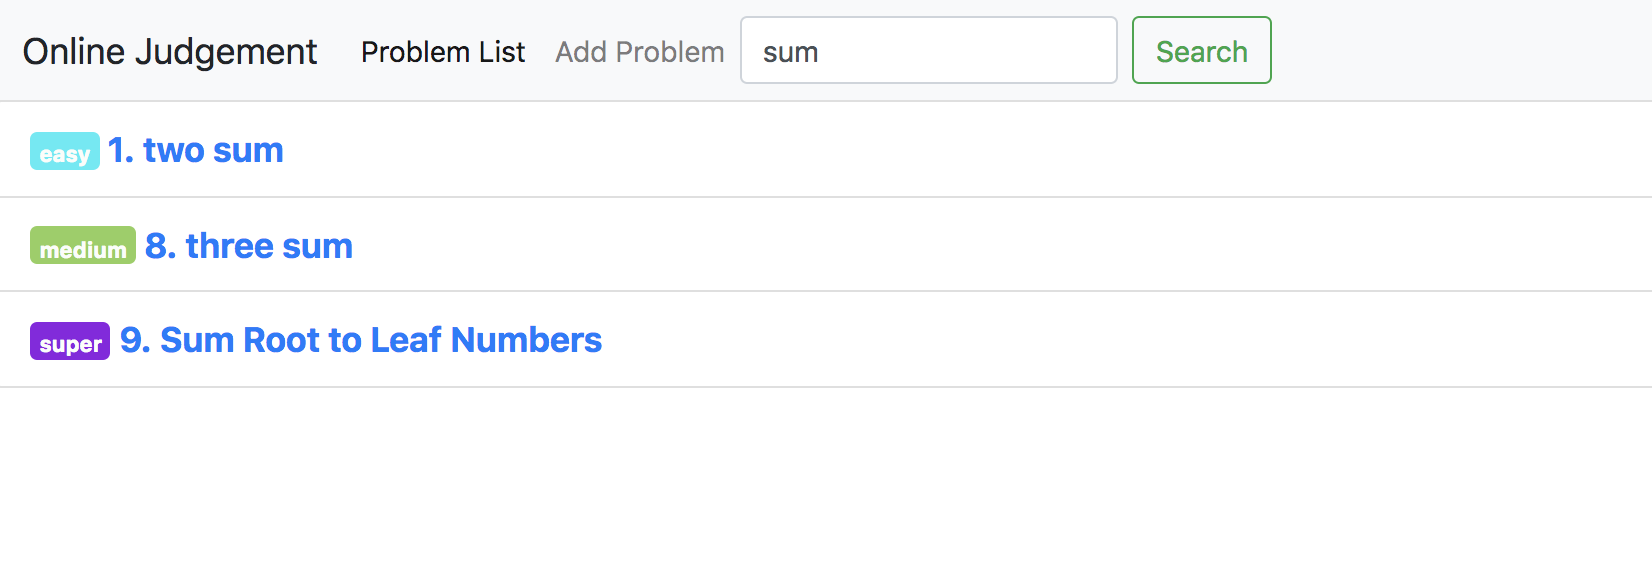 Online Judgement Problem List Add Problem sum Search
easy 1. two sum
medium 8. three sum
super 9. Sum Root to Leaf Numbers